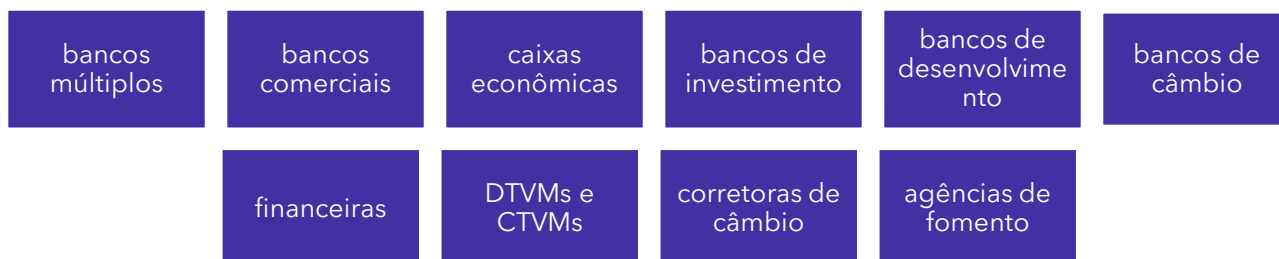 bancos
múltiplos
bancos
comerciais
caixas
econômicas
bancos de
investimento
bancos de
desenvolvime
nto
bancos de
câmbio
financeiras
DTVMs e
CTVMs
corretoras de
câmbio
agências de
fomento